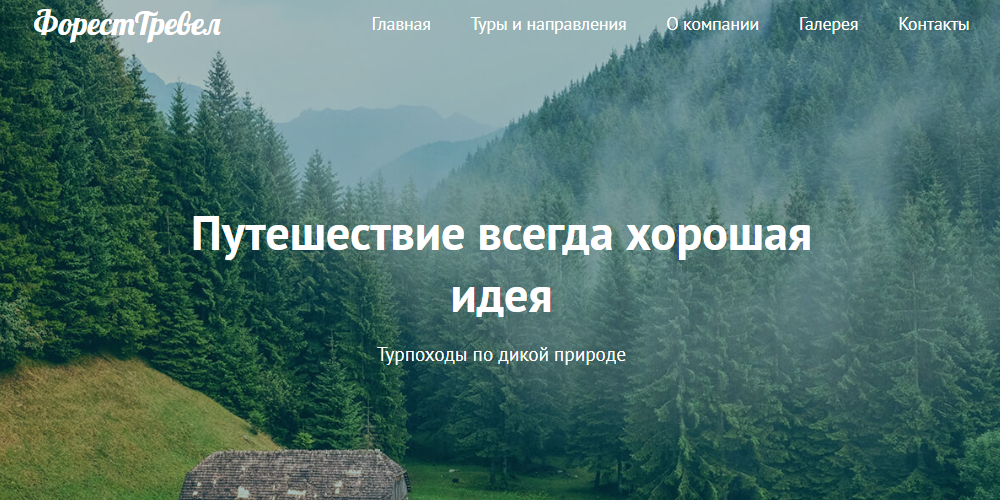 ФорестТревел
Главная Туры и направления О компании Галерея Контакты
Путешествие всегда хорошая
идея
Турпоходы по дикой природе